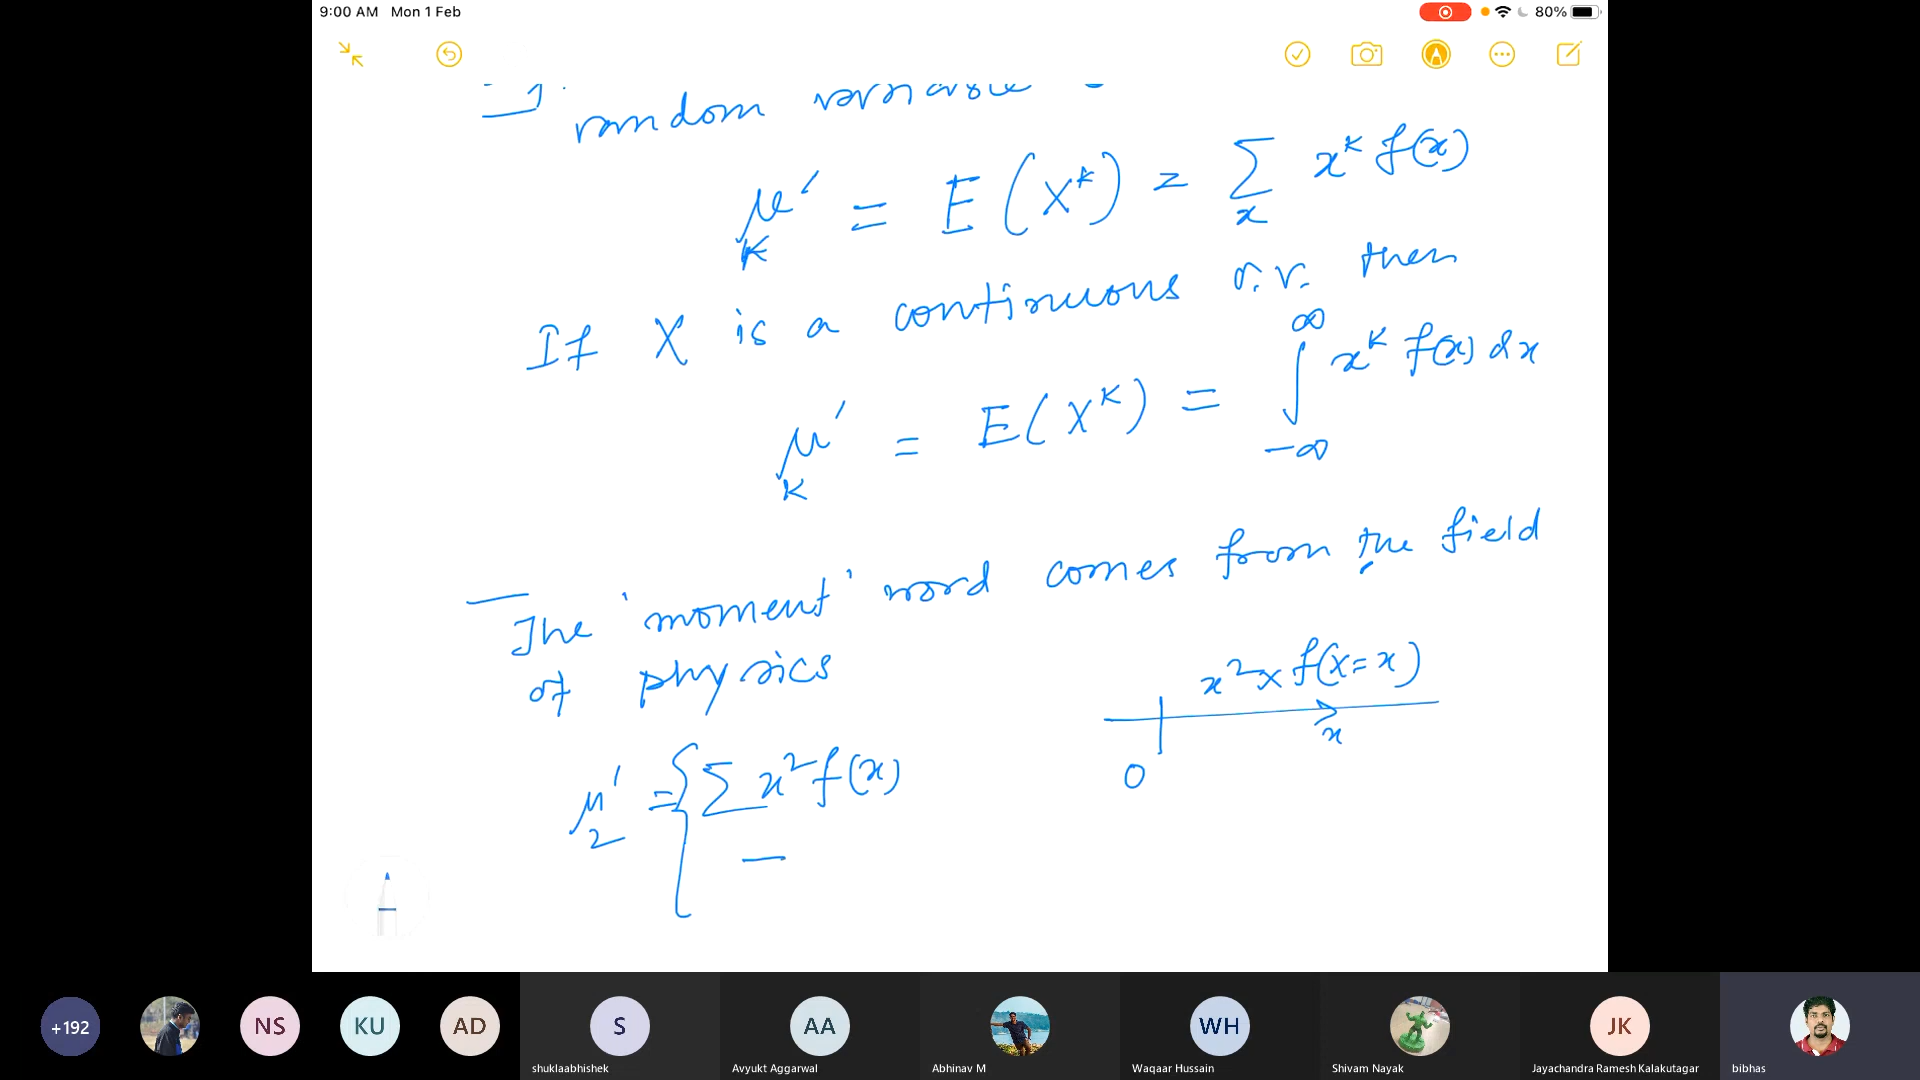 9:00 AM Mon 1 Feb 80%
random variable
μ'_K = E(X^K) = Σ_x x^K f(x)
If X is a continuous r.v. then
μ'_K = E(X^K) = ∫_{-∞}^{∞} x^K f(x) dx
The 'moment' word comes from the field
of physics
x² × f(X=x)
x
0
μ'_2 = { Σ x² f(x)
+192 NS KU AD S AA WH JK
shuklaabhishek Avyukt Aggarwal Abhinav M Waqaar Hussain Shivam Nayak Jayachandra Ramesh Kalakutagar bibhas